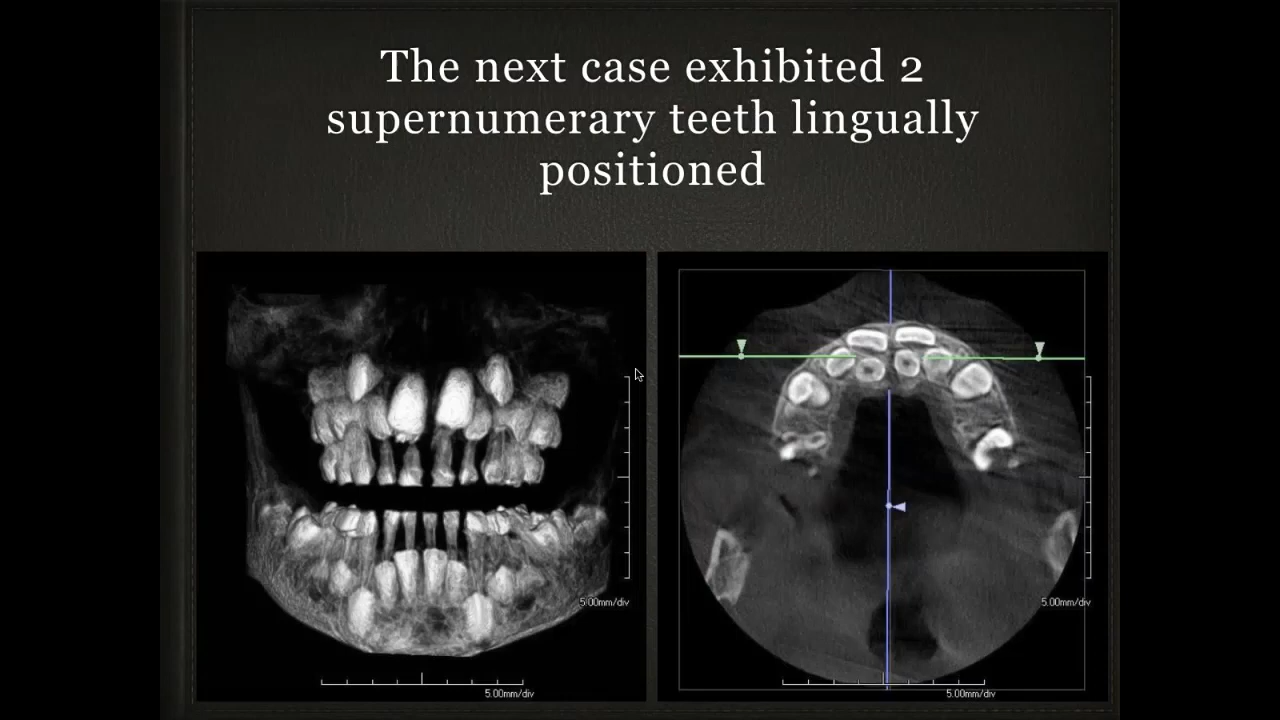 The next case exhibited 2
supernumerary teeth lingually
positioned
5.00mm/div
5.00mm/div
5.00mm/div
5.00mm/div